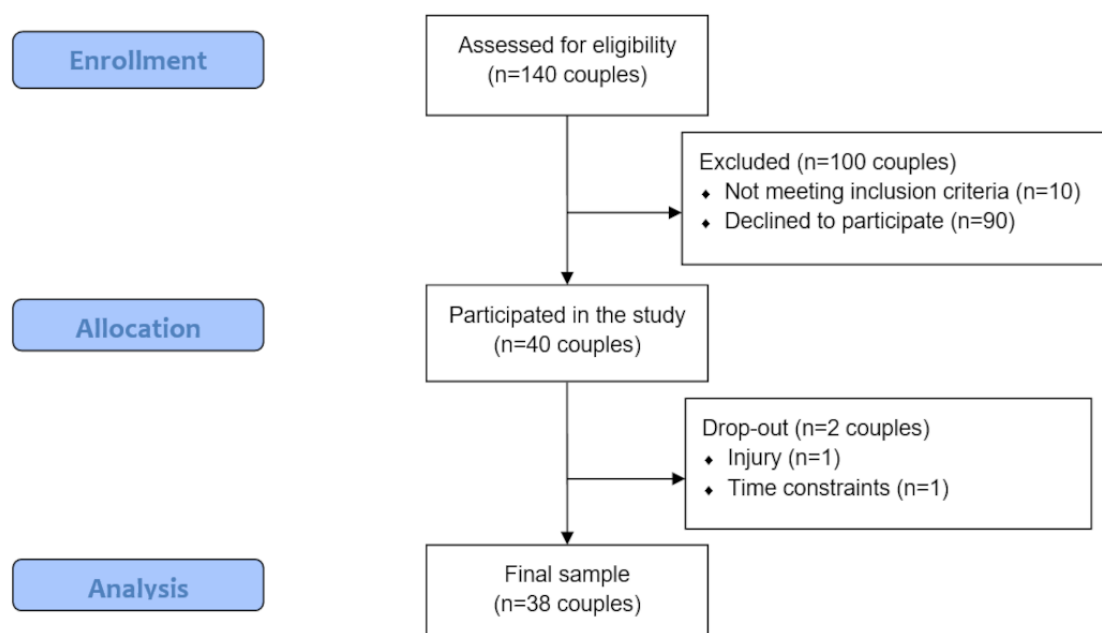 Enrollment
Assessed for eligibility
(n=140 couples)
Excluded (n=100 couples)
⬧ Not meeting inclusion criteria (n=10)
⬧ Declined to participate (n=90)
Allocation
Participated in the study
(n=40 couples)
Drop-out (n=2 couples)
⬧ Injury (n=1)
⬧ Time constraints (n=1)
Analysis
Final sample
(n=38 couples)